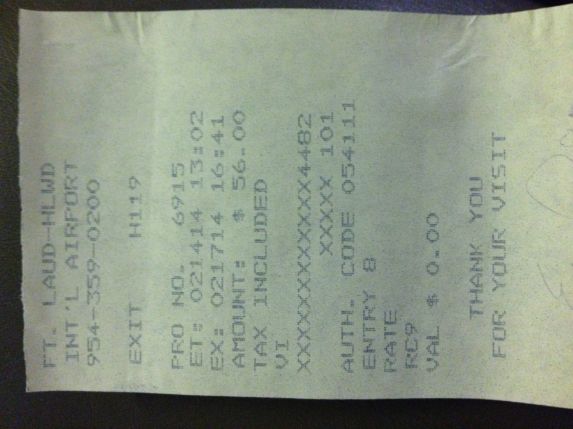 FT. LAUD-HLWD
INT'L AIRPORT
954-359-0200
EXIT H119
PRO NO. 6915
ET: 021414 13:02
EX: 021714 16:41
AMOUNT: $ 56.00
TAX INCLUDED
VI
XXXXXXXXXXXX4482
XXXXX 101
AUTH. CODE 054111
ENTRY 8
RATE
RC9
VAL $ 0.00
THANK YOU
FOR YOUR VISIT